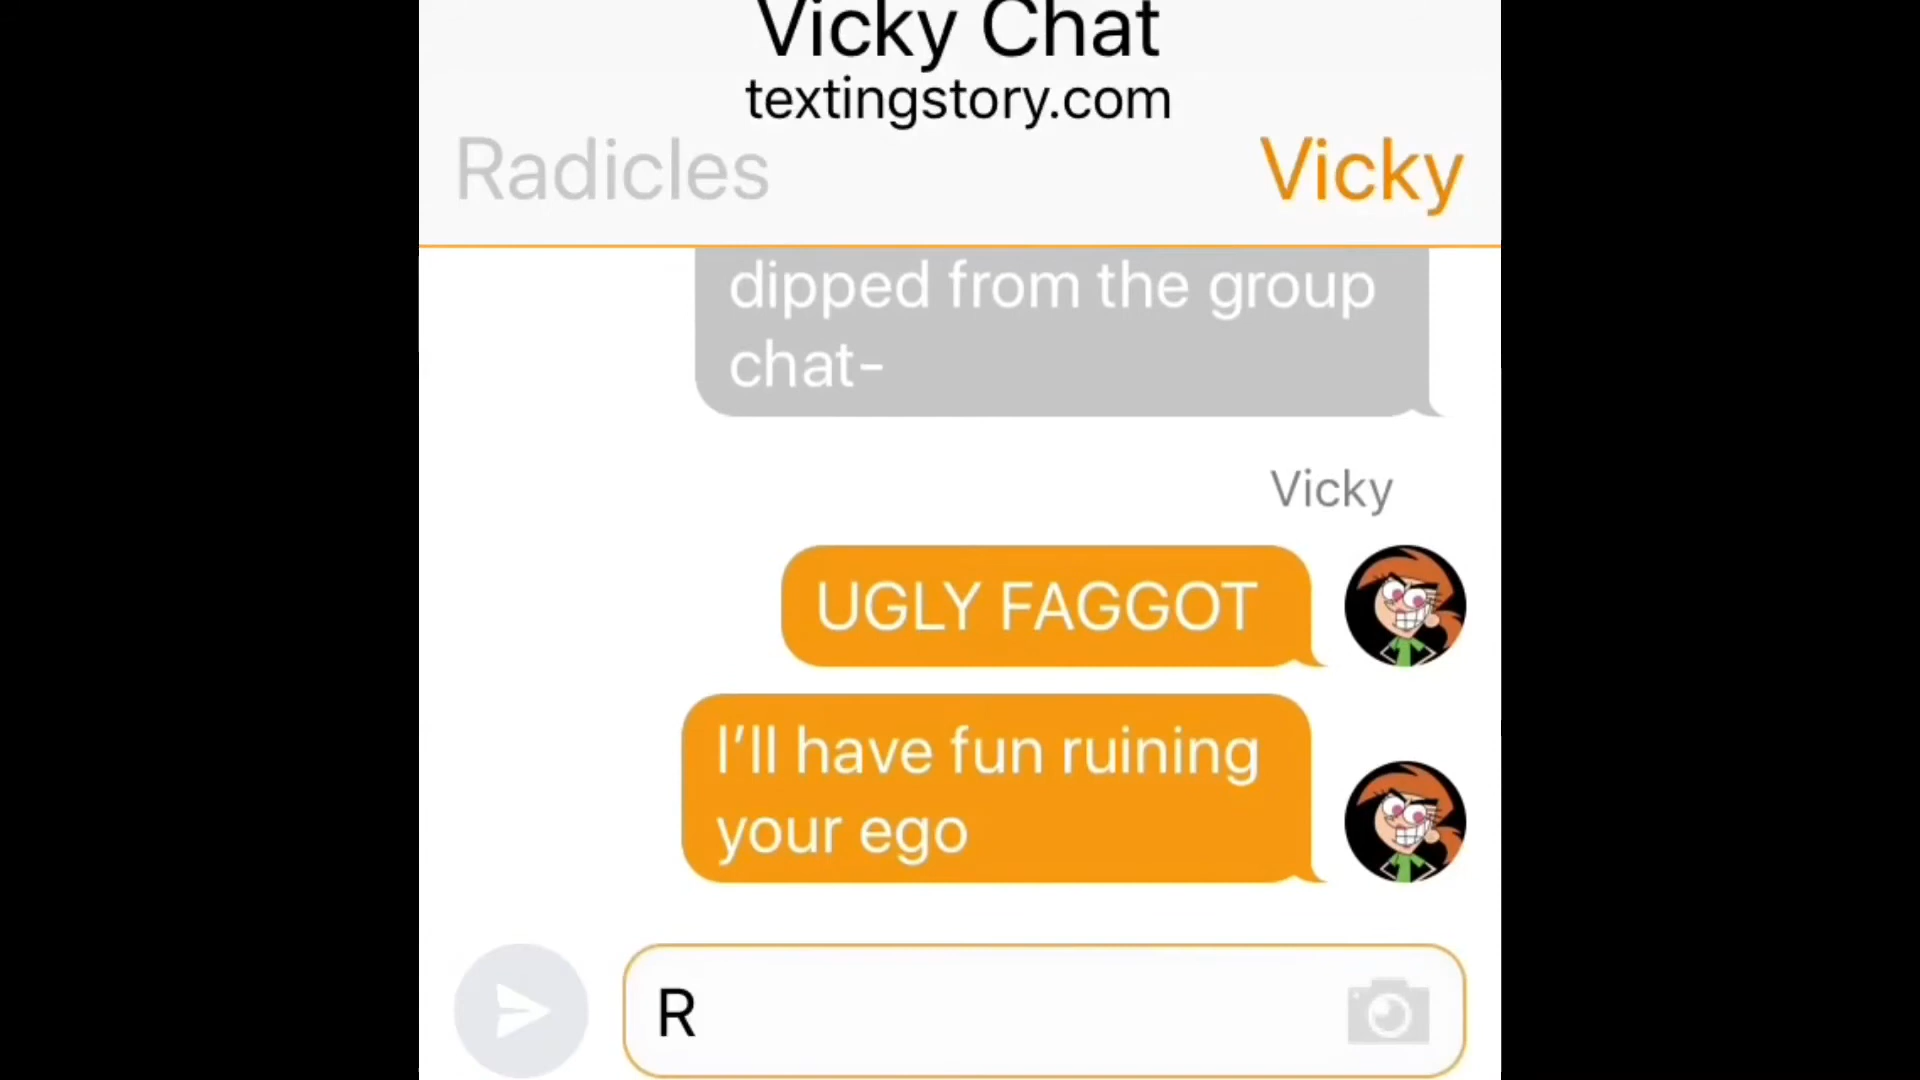 Vicky Chat
textingstory.com
Radicles
Vicky
dipped from the group
chat-
Vicky
UGLY FAGGOT
I'll have fun ruining
your ego
R